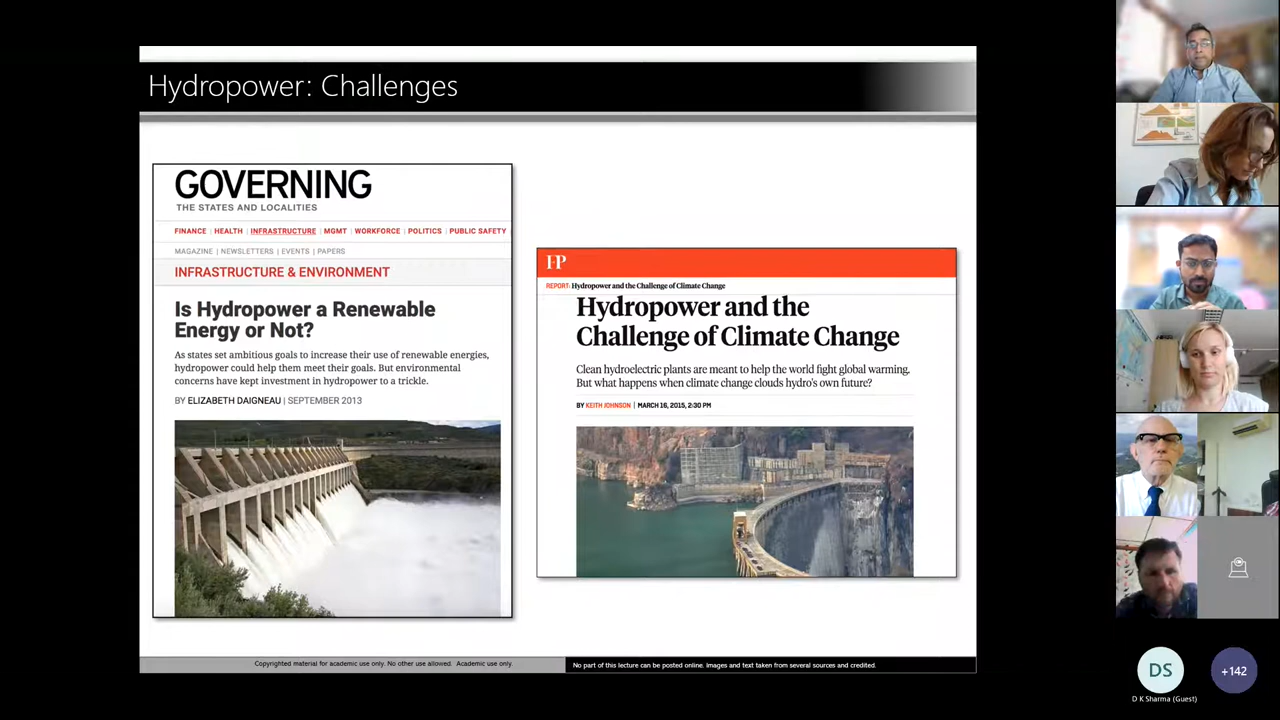 Hydropower: Challenges
GOVERNING
THE STATES AND LOCALITIES
FINANCE | HEALTH | INFRASTRUCTURE | MGMT | WORKFORCE | POLITICS | PUBLIC SAFETY
MAGAZINE | NEWSLETTERS | EVENTS | PAPERS
INFRASTRUCTURE & ENVIRONMENT
Is Hydropower a Renewable
Energy or Not?
As states set ambitious goals to increase their use of renewable energies,
hydropower could help them meet their goals. But environmental
concerns have kept investment in hydropower to a trickle.
BY ELIZABETH DAIGNEAU | SEPTEMBER 2013
FP
REPORT: Hydropower and the Challenge of Climate Change
Hydropower and the
Challenge of Climate Change
Clean hydroelectric plants are meant to help the world fight global warming.
But what happens when climate change clouds hydro's own future?
BY KEITH JOHNSON | MARCH 16, 2015, 2:30 PM
Copyrighted material for academic use only. No other use allowed. Academic use only.
No part of this lecture can be posted online. Images and text taken from several sources and credited.
DS
+142
D K Sharma (Guest)